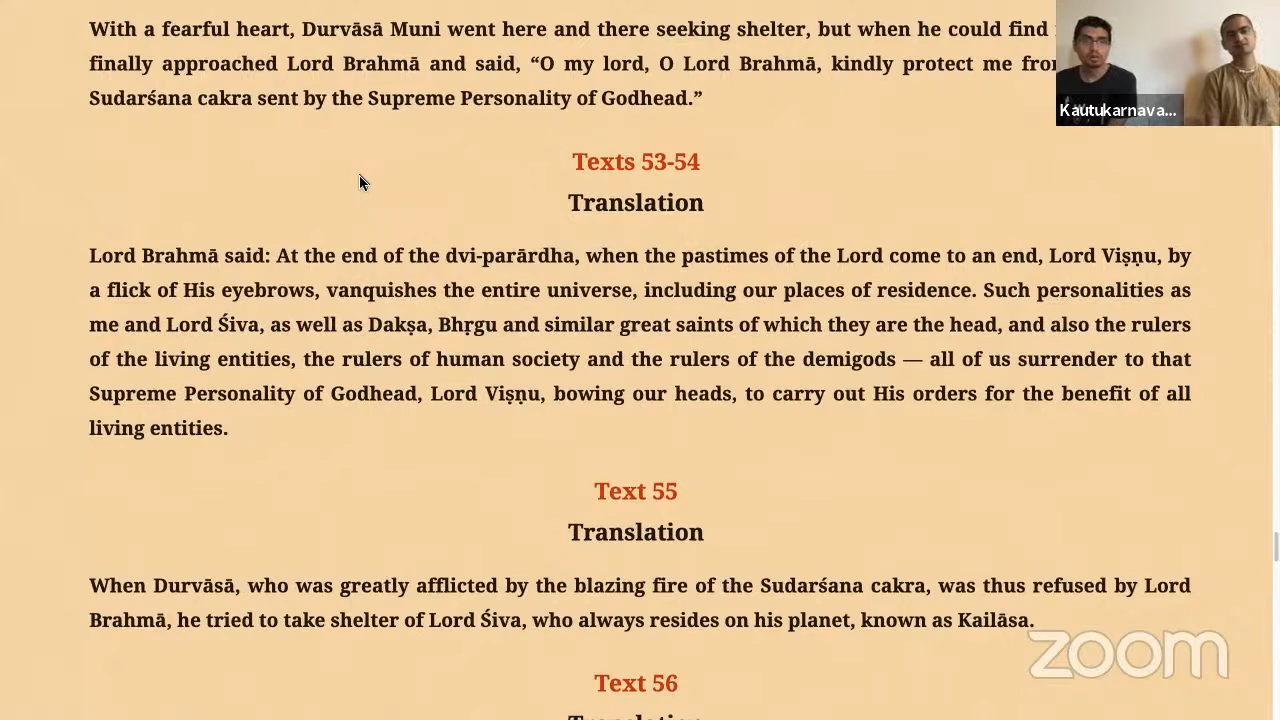 With a fearful heart, Durvāsā Muni went here and there seeking shelter, but when he could find
finally approached Lord Brahmā and said, “O my lord, O Lord Brahmā, kindly protect me from
Sudarśana cakra sent by the Supreme Personality of Godhead.”
Kautukarnava...
Texts 53-54
Translation
Lord Brahmā said: At the end of the dvi-parārdha, when the pastimes of the Lord come to an end, Lord Viṣṇu, by
a flick of His eyebrows, vanquishes the entire universe, including our places of residence. Such personalities as
me and Lord Śiva, as well as Dakṣa, Bhṛgu and similar great saints of which they are the head, and also the rulers
of the living entities, the rulers of human society and the rulers of the demigods — all of us surrender to that
Supreme Personality of Godhead, Lord Viṣṇu, bowing our heads, to carry out His orders for the benefit of all
living entities.
Text 55
Translation
When Durvāsā, who was greatly afflicted by the blazing fire of the Sudarśana cakra, was thus refused by Lord
Brahmā, he tried to take shelter of Lord Śiva, who always resides on his planet, known as Kailāsa.
zoom
Text 56
Translation